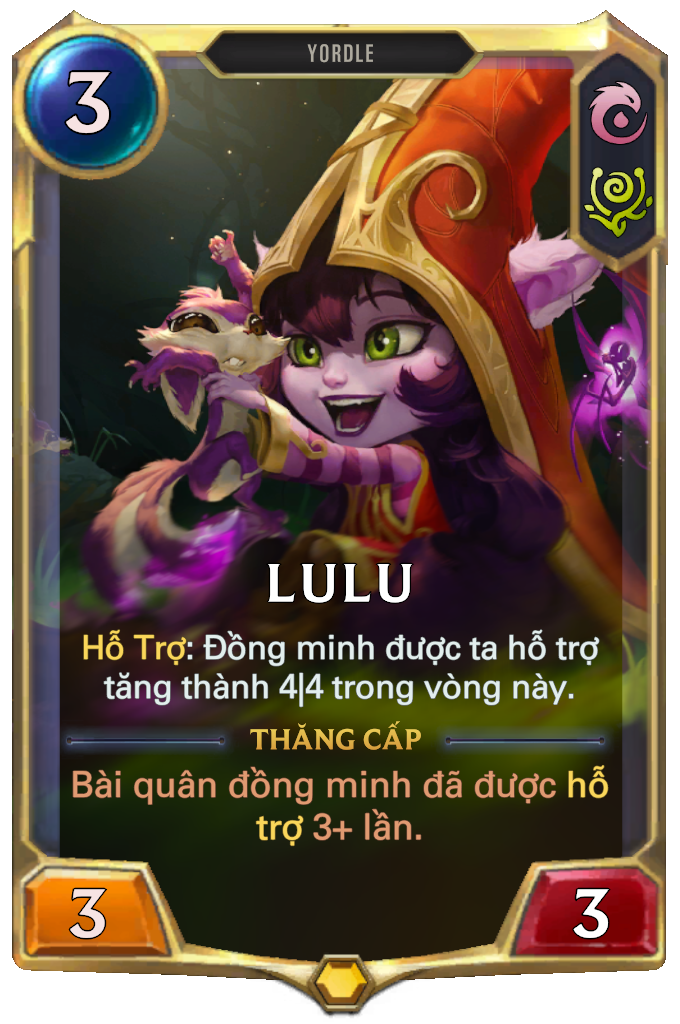 3
YORDLE
LULU
Hỗ Trợ: Đồng minh được ta hỗ trợ
tăng thành 4|4 trong vòng này.
THĂNG CẤP
Bài quân đồng minh đã được hỗ
trợ 3+ lần.
3
3